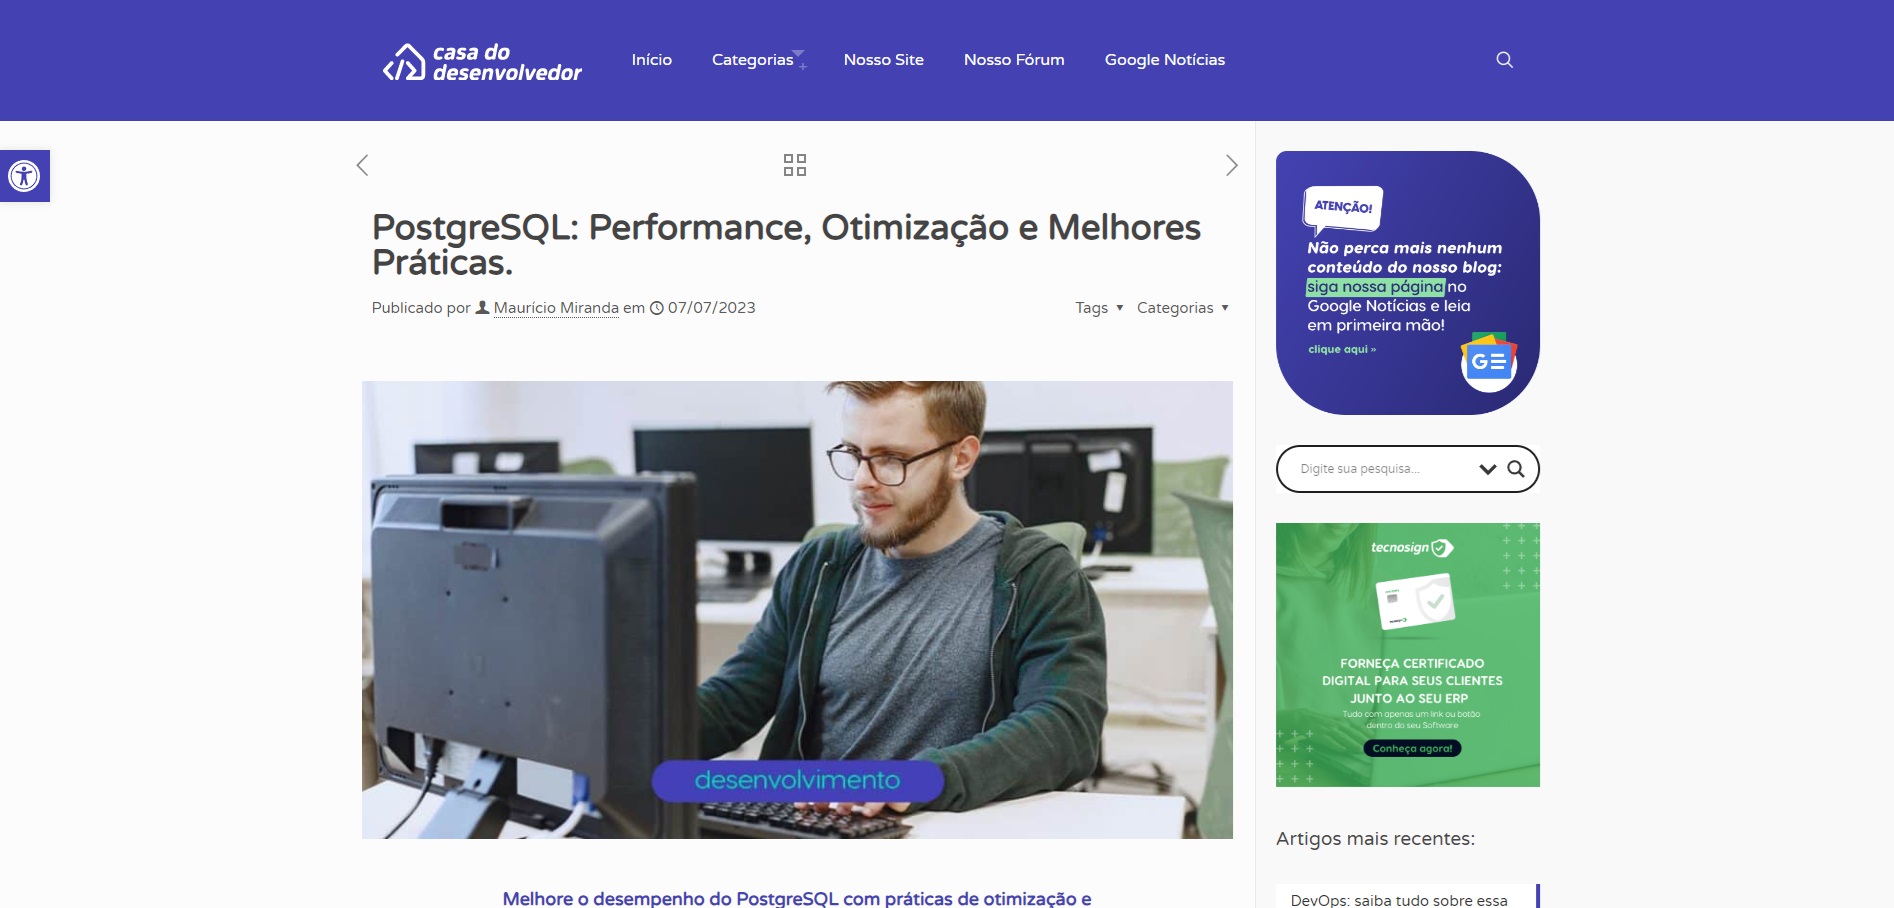 casa do
desenvolvedor
Início
Categorias
+
Nosso Site
Nosso Fórum
Google Notícias
PostgreSQL: Performance, Otimização e Melhores
Práticas.
Publicado por Maurício Miranda em 07/07/2023
Tags
Categorias
desenvolvimento
Melhore o desempenho do PostgreSQL com práticas de otimização e
ATENÇÃO!
Não perca mais nenhum
conteúdo do nosso blog:
siga nossa página no
Google Notícias e leia
em primeira mão!
clique aqui »
G
Digite sua pesquisa...
tecnosign
FORNEÇA CERTIFICADO
DIGITAL PARA SEUS CLIENTES
JUNTO AO SEU ERP
Tudo com apenas um link ou botão
dentro do seu Software
Conheça agora!
Artigos mais recentes:
DevOps: saiba tudo sobre essa